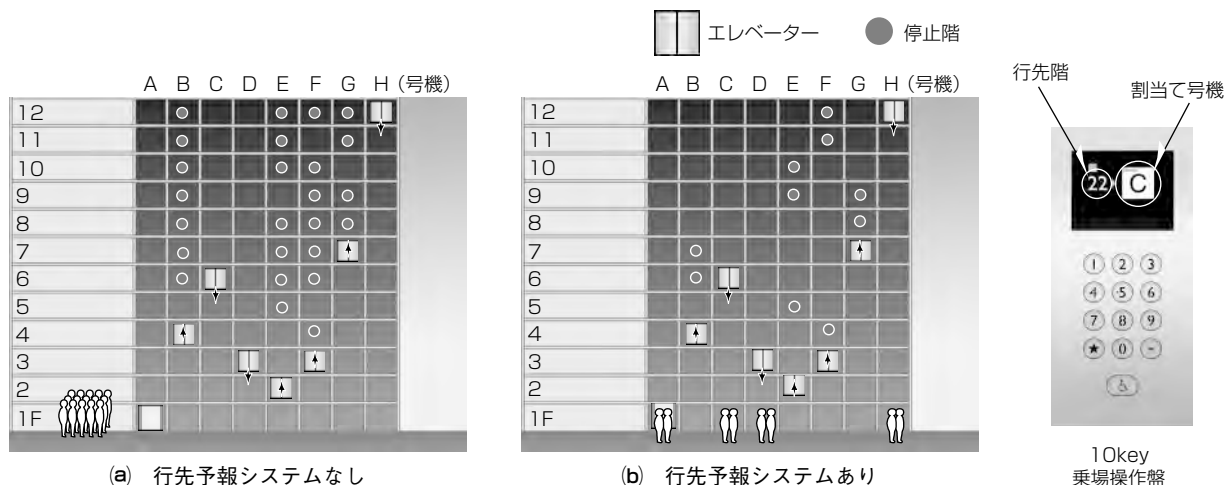 エレベーター
停止階
A B C D E F G H (号機)
12
11
10
9
8
7
6
5
4
3
2
1F
(a) 行先予報システムなし
A B C D E F G H (号機)
12
11
10
9
8
7
6
5
4
3
2
1F
(b) 行先予報システムあり
行先階
割当て号機
22 C
1 2 3
4 5 6
7 8 9
★ 0 −
10key
乗場操作盤